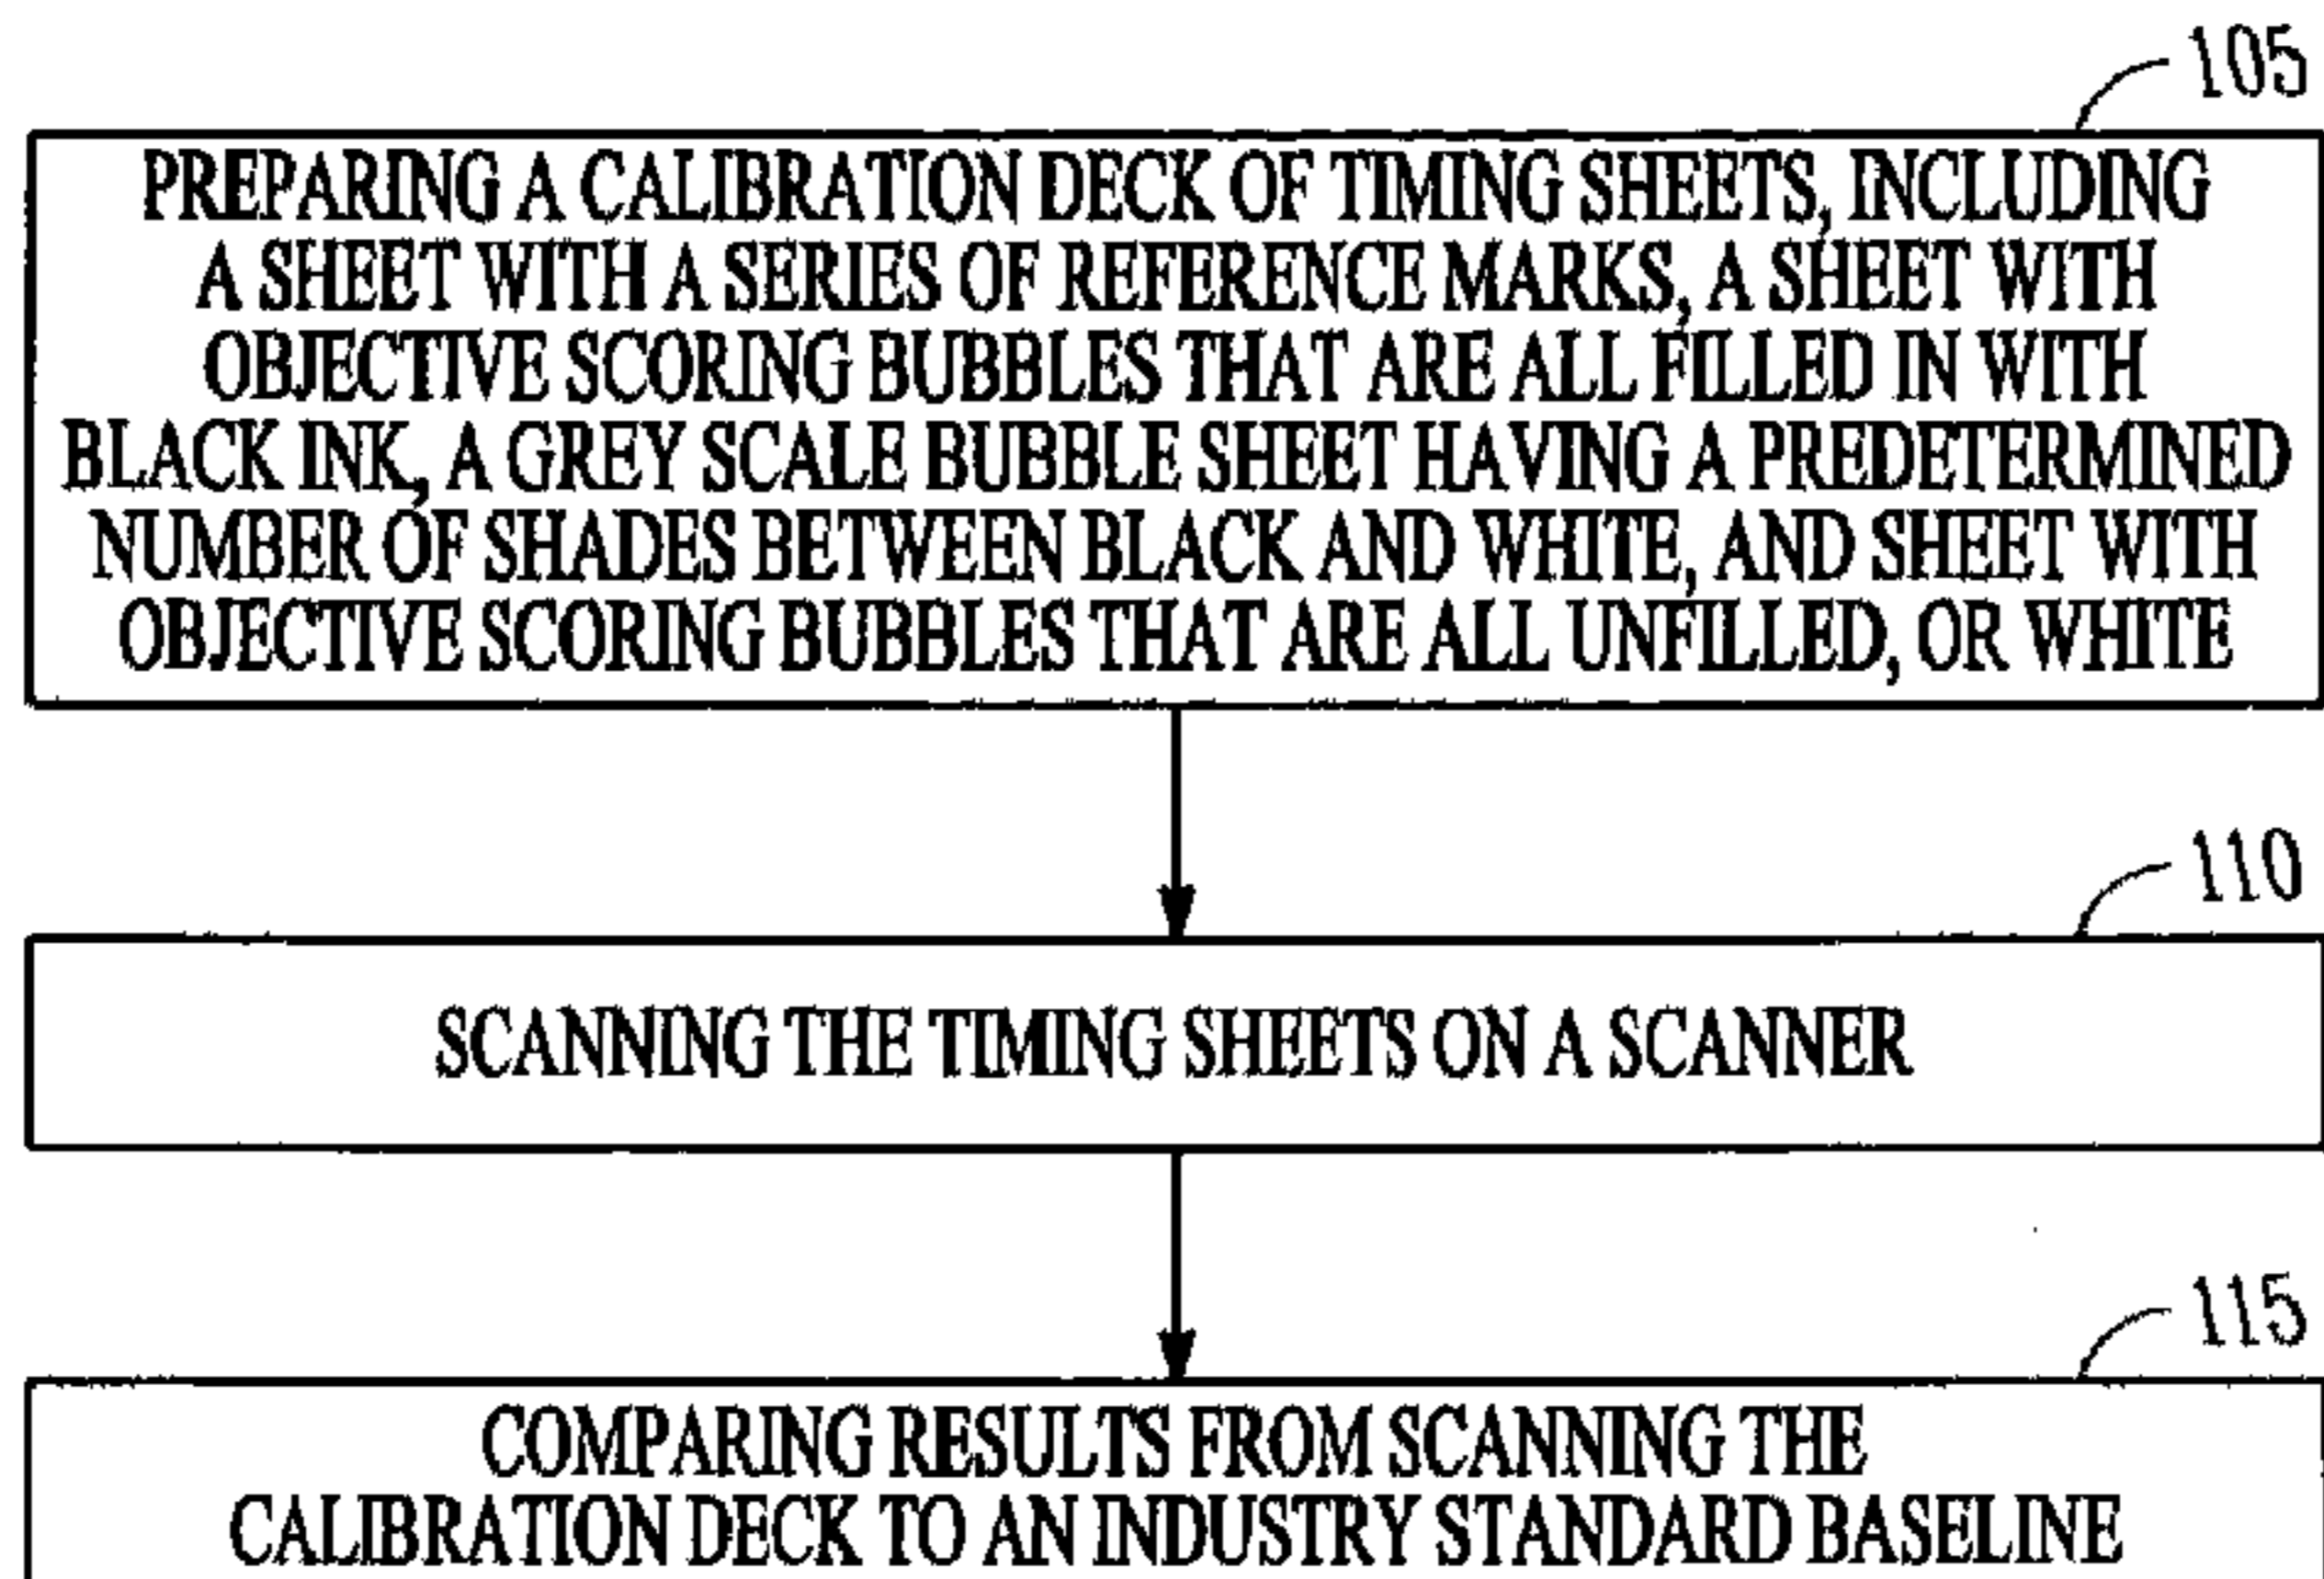 105
PREPARING A CALIBRATION DECK OF TIMING SHEETS, INCLUDING
A SHEET WITH A SERIES OF REFERENCE MARKS, A SHEET WITH
OBJECTIVE SCORING BUBBLES THAT ARE ALL FILLED IN WITH
BLACK INK, A GREY SCALE BUBBLE SHEET HAVING A PREDETERMINED
NUMBER OF SHADES BETWEEN BLACK AND WHITE, AND SHEET WITH
OBJECTIVE SCORING BUBBLES THAT ARE ALL UNFILLED, OR WHITE
110
SCANNING THE TIMING SHEETS ON A SCANNER
115
COMPARING RESULTS FROM SCANNING THE
CALIBRATION DECK TO AN INDUSTRY STANDARD BASELINE